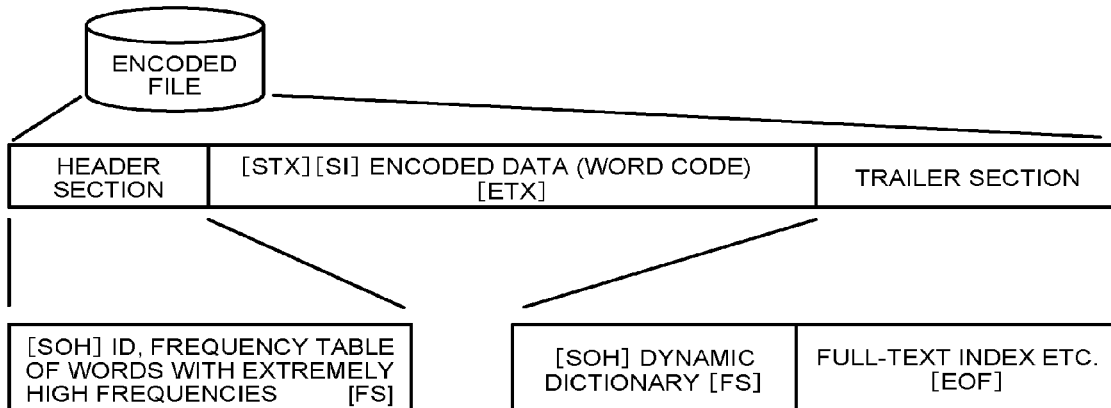 ENCODED
FILE
HEADER
SECTION
[STX][SI] ENCODED DATA (WORD CODE)
[ETX]
TRAILER SECTION
[SOH] ID, FREQUENCY TABLE
OF WORDS WITH EXTREMELY
HIGH FREQUENCIES [FS]
[SOH] DYNAMIC
DICTIONARY [FS]
FULL-TEXT INDEX ETC.
[EOF]